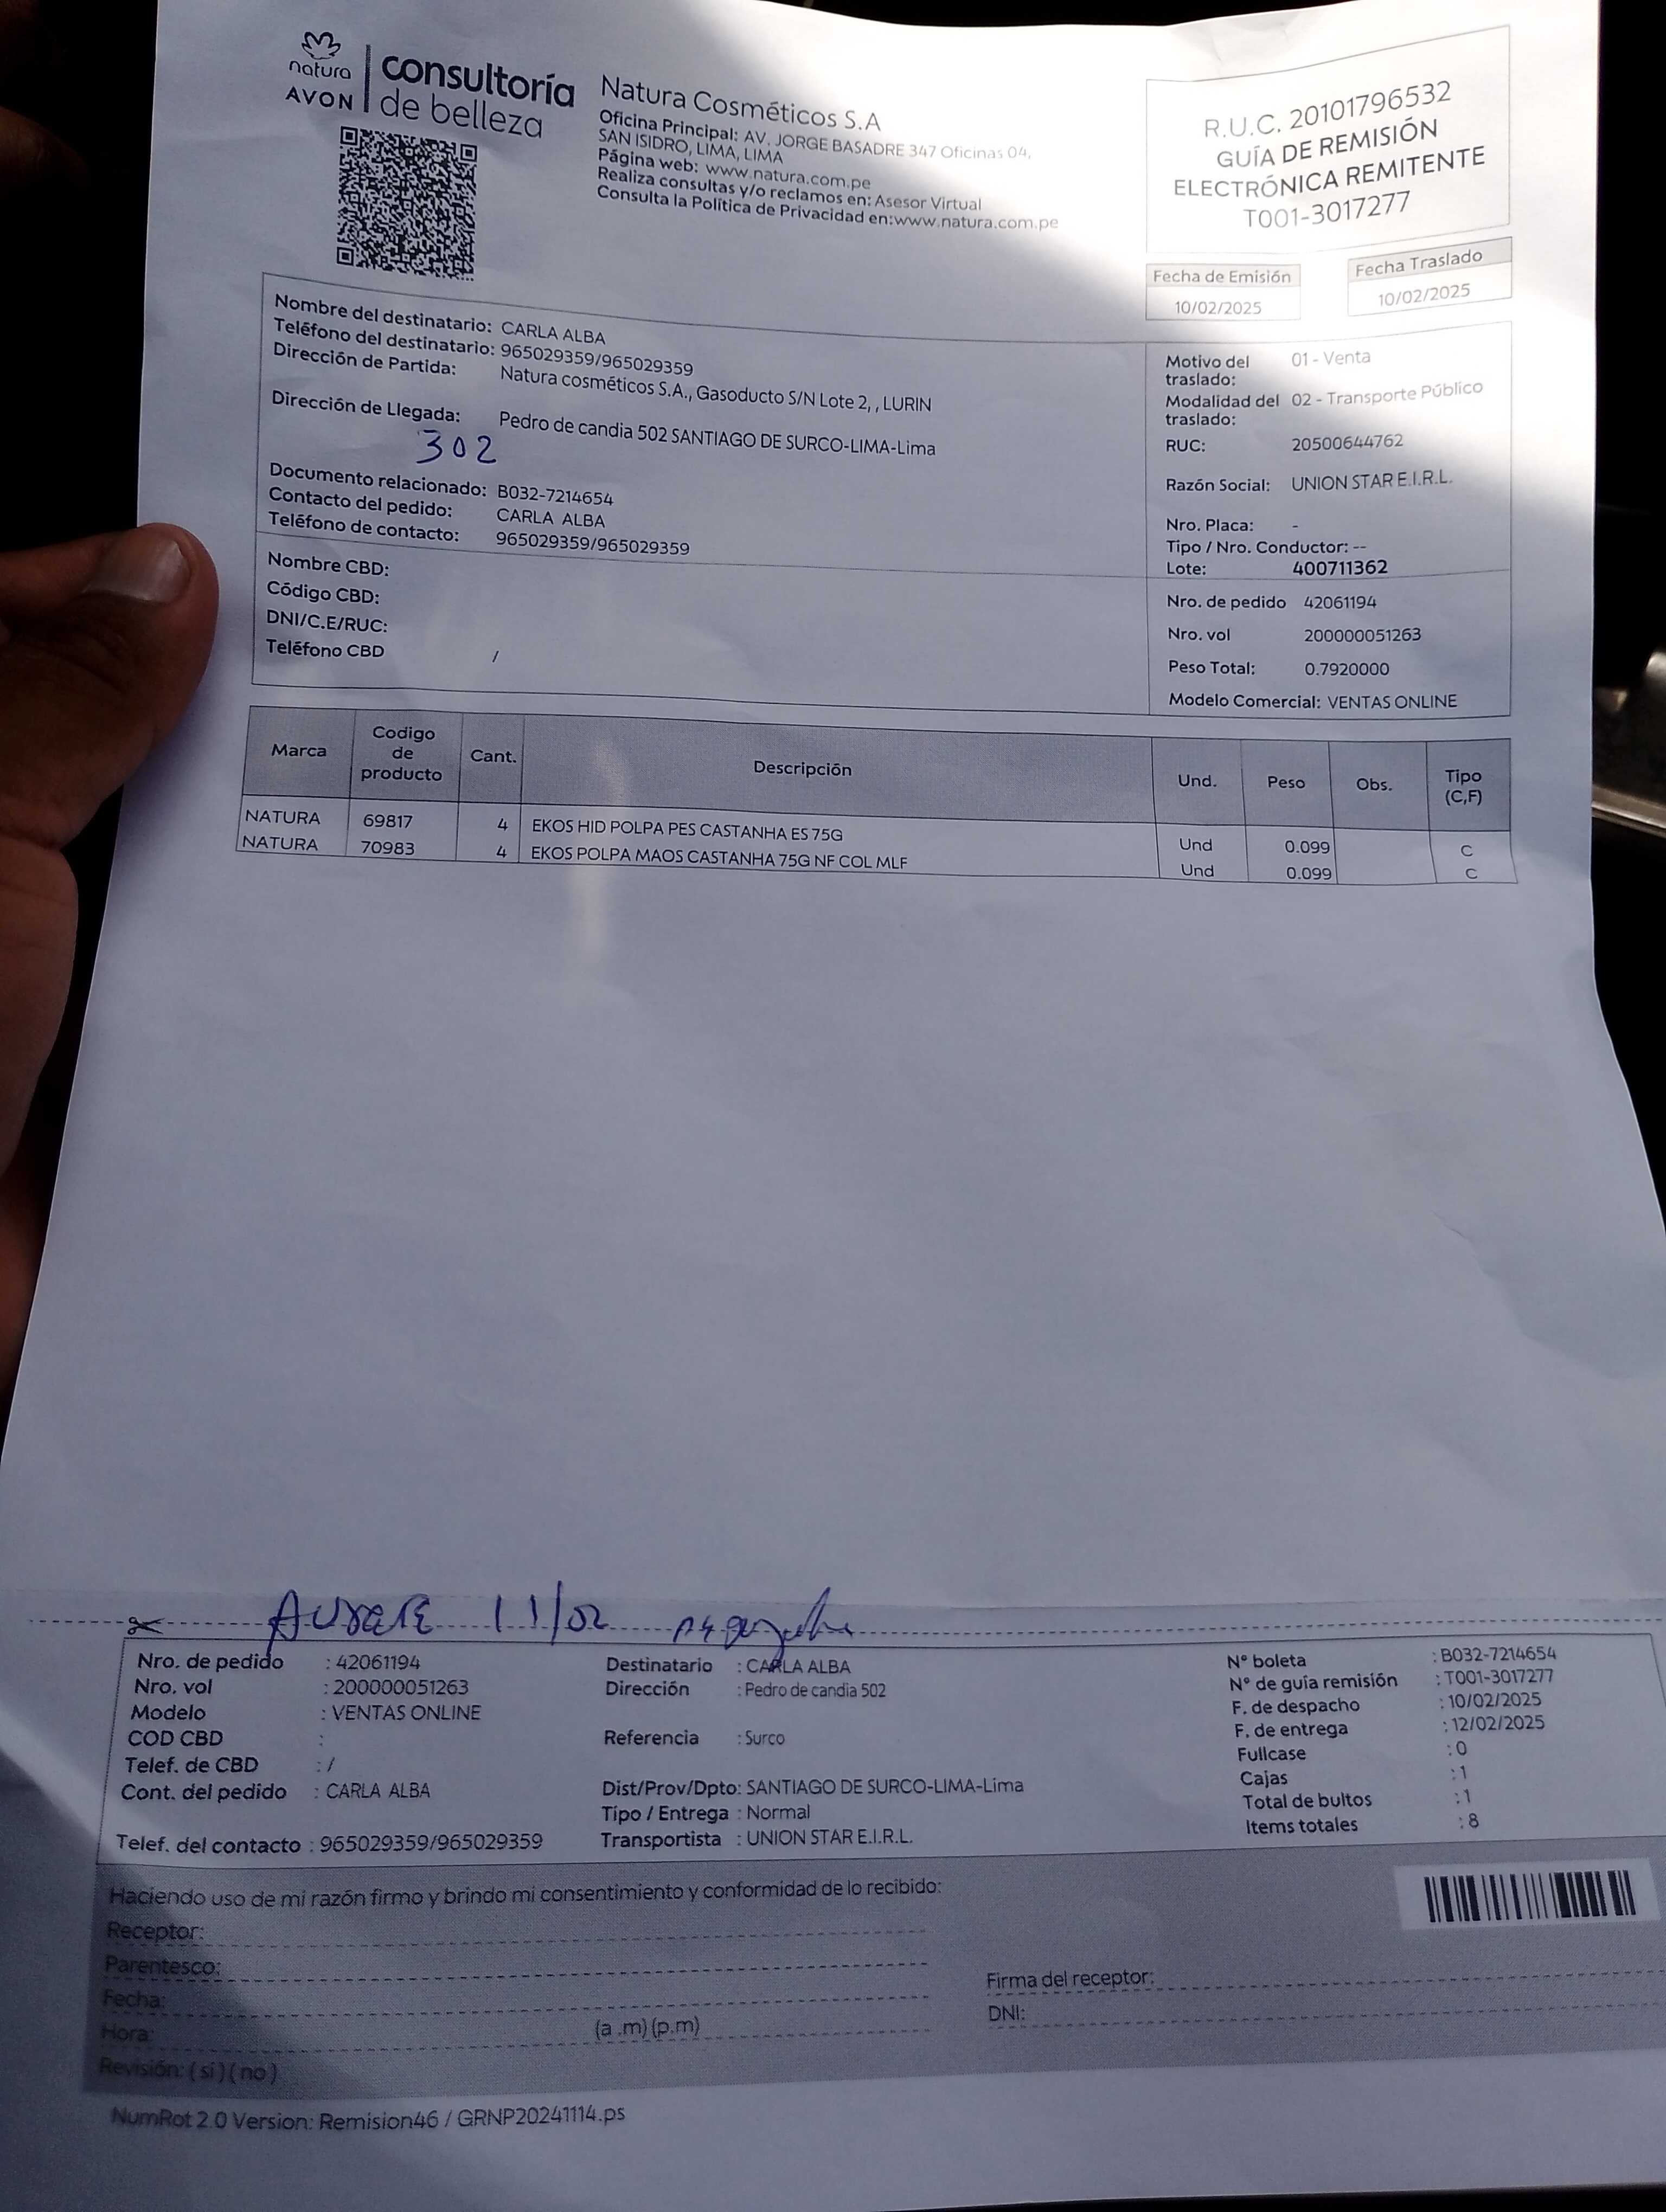 natura
AVON
consultoría
de belleza
Natura Cosméticos S.A
Oficina Principal: AV. JORGE BASADRE 347 Oficinas 04,
SAN ISIDRO, LIMA, LIMA
Página web: www.natura.com.pe
Realiza consultas y/o reclamos en: Asesor Virtual
Consulta la Política de Privacidad en:www.natura.com.pe
R.U.C. 20101796532
GUÍA DE REMISIÓN
ELECTRÓNICA REMITENTE
T001-3017277
Fecha de Emisión
10/02/2025
Fecha Traslado
10/02/2025
Nombre del destinatario: CARLA ALBA
Teléfono del destinatario: 965029359/965029359
Dirección de Partida: Natura cosméticos S.A., Gasoducto S/N Lote 2, , LURIN
Dirección de Llegada: Pedro de candia 502 SANTIAGO DE SURCO-LIMA-Lima
302
Documento relacionado: B032-7214654
Contacto del pedido: CARLA ALBA
Teléfono de contacto: 965029359/965029359
Nombre CBD:
Código CBD:
DNI/C.E/RUC:
Teléfono CBD /
Motivo del 01 - Venta
traslado:
Modalidad del 02 - Transporte Público
traslado:
RUC: 20500644762
Razón Social: UNION STAR E.I.R.L.
Nro. Placa: -
Tipo / Nro. Conductor: --
Lote: 400711362
Nro. de pedido 42061194
Nro. vol 200000051263
Peso Total: 0.7920000
Modelo Comercial: VENTAS ONLINE
Marca Codigo de producto Cant. Descripción Und. Peso Obs. Tipo (C,F)
NATURA 69817 4 EKOS HID POLPA PES CASTANHA ES 75G Und 0.099 C
NATURA 70983 4 EKOS POLPA MAOS CASTANHA 75G NF COL MLF Und 0.099 C
11/02
Nro. de pedido : 42061194
Nro. vol : 200000051263
Modelo : VENTAS ONLINE
COD CBD :
Telef. de CBD : /
Cont. del pedido : CARLA ALBA
Telef. del contacto : 965029359/965029359
Destinatario : CARLA ALBA
Dirección : Pedro de candia 502
Referencia : Surco
Dist/Prov/Dpto: SANTIAGO DE SURCO-LIMA-Lima
Tipo / Entrega : Normal
Transportista : UNION STAR E.I.R.L.
N° boleta : B032-7214654
N° de guía remisión : T001-3017277
F. de despacho : 10/02/2025
F. de entrega : 12/02/2025
Fullcase : 0
Cajas : 1
Total de bultos : 1
Items totales : 8
Haciendo uso de mi razón firmo y brindo mi consentimiento y conformidad de lo recibido:
Receptor:
Parentesco:
Fecha:
Hora: (a .m) (p.m)
Revisión: ( si ) ( no )
Firma del receptor:
DNI:
NumRot 2 0 Version: Remision46 / GRNP20241114.ps